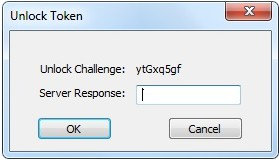 Unlock Token
Unlock Challenge: ytGxq5gf
Server Response:
OK Cancel